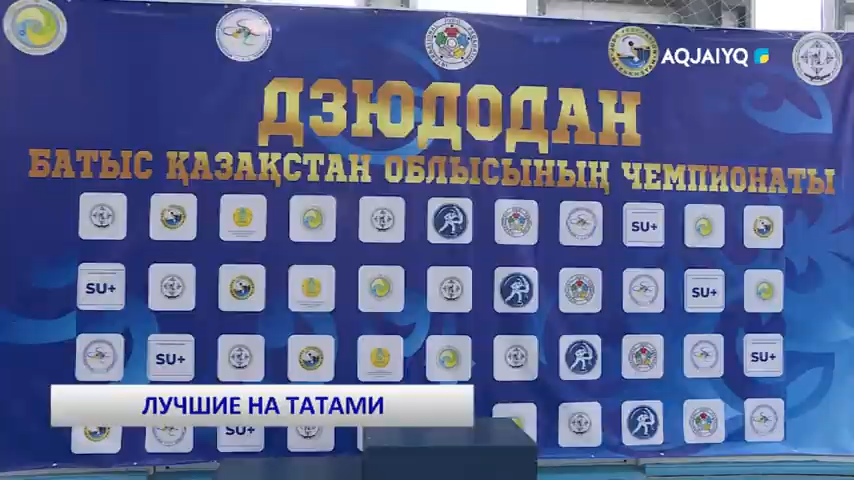 AQJAIYQ
ДЗЮДОДАН
БАТЫС ҚАЗАҚСТАН ОБЛЫСЫНЫҢ ЧЕМПИОНАТЫ
SU+
SU+
SU+
SU+
SU+
SU+
ЛУЧШИЕ НА ТАТАМИ